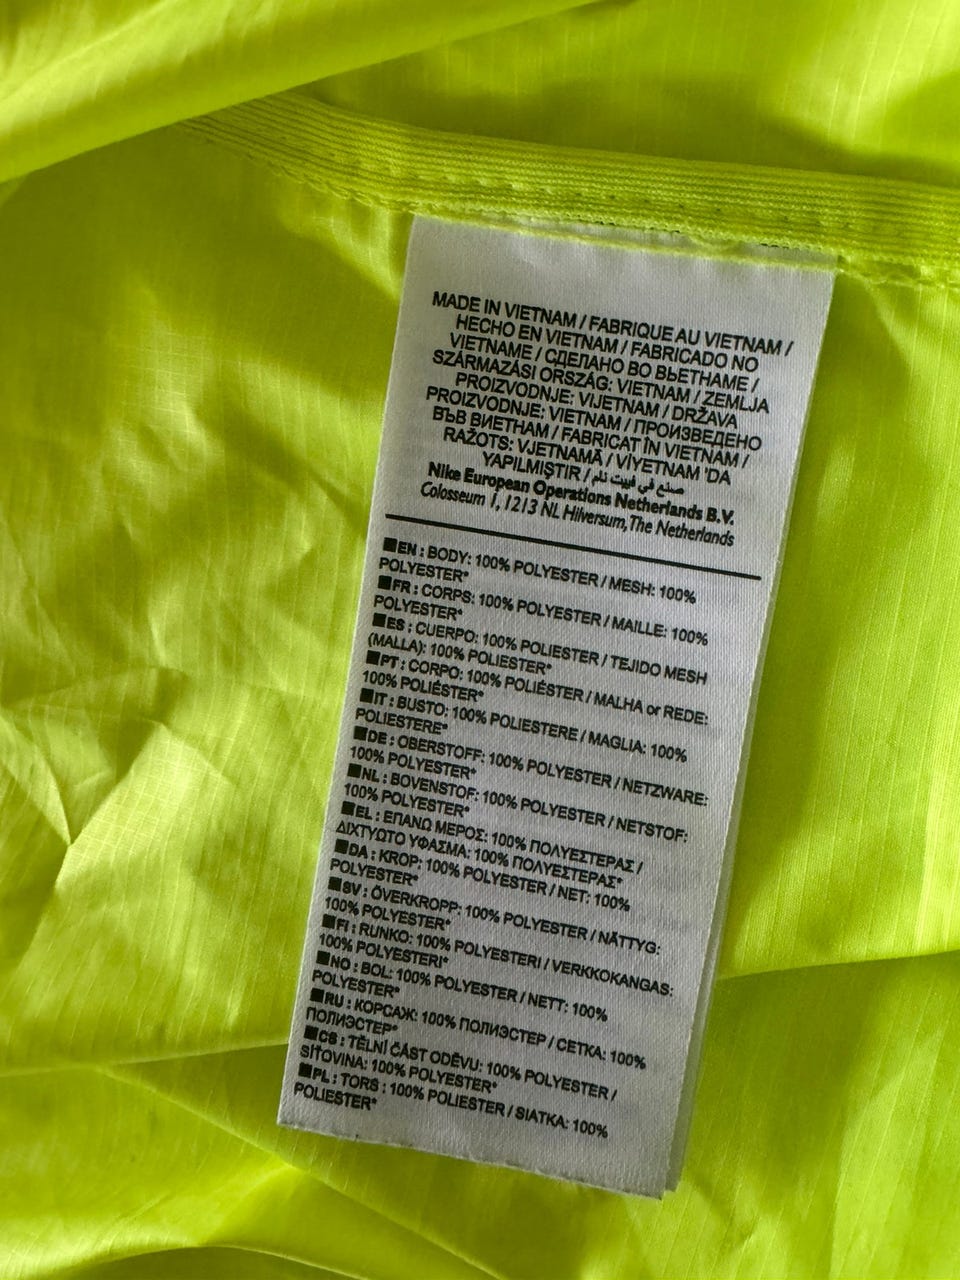 MADE IN VIETNAM / FABRIQUE AU VIETNAM /
HECHO EN VIETNAM / FABRICADO NO
VIETNAME / СДЕЛАНО ВО ВЬЕТНАМЕ /
SZÁRMAZÁSI ORSZÁG: VIETNAM / ZEMLJA
PROIZVODNJE: VIJETNAM / DRŽAVA
PROIZVODNJE: VIETNAM / ПРОИЗВЕДЕНО
ВЪВ ВИЕТНАМ / FABRICAT ÎN VIETNAM /
RAŽOTS: VJETNAMĀ / VİYETNAM 'DA
YAPILMIŞTIR / صنع في فييت نام
Nike European Operations Netherlands B.V.
Colosseum 1, 1213 NL Hilversum, The Netherlands
■EN : BODY: 100% POLYESTER / MESH: 100%
POLYESTER*
■FR : CORPS: 100% POLYESTER / MAILLE: 100%
POLYESTER*
■ES : CUERPO: 100% POLIESTER / TEJIDO MESH
(MALLA): 100% POLIESTER*
■PT : CORPO: 100% POLIÉSTER / MALHA or REDE:
100% POLIÉSTER*
■IT : BUSTO: 100% POLIESTERE / MAGLIA: 100%
POLIESTERE*
■DE : OBERSTOFF: 100% POLYESTER / NETZWARE:
100% POLYESTER*
■NL : BOVENSTOF: 100% POLYESTER / NETSTOF:
100% POLYESTER*
■EL : ΕΠΑΝΩ ΜΕΡΟΣ: 100% ΠΟΛΥΕΣΤΕΡΑΣ /
ΔΙΧΤΥΩΤΟ ΥΦΑΣΜΑ: 100% ΠΟΛΥΕΣΤΕΡΑΣ*
■DA : KROP: 100% POLYESTER / NET: 100%
POLYESTER*
■SV : ÖVERKROPP: 100% POLYESTER / NÄTTYG:
100% POLYESTER*
■FI : RUNKO: 100% POLYESTERI / VERKKOKANGAS:
100% POLYESTERI*
■NO : BOL: 100% POLYESTER / NETT: 100%
POLYESTER*
■RU : КОРСАЖ: 100% ПОЛИЭСТЕР / СЕТКА: 100%
ПОЛИЭСТЕР*
■CS : TĚLNÍ ČÁST ODĚVU: 100% POLYESTER /
SÍŤOVINA: 100% POLYESTER*
■PL : TORS : 100% POLIESTER / SIATKA: 100%
POLIESTER*